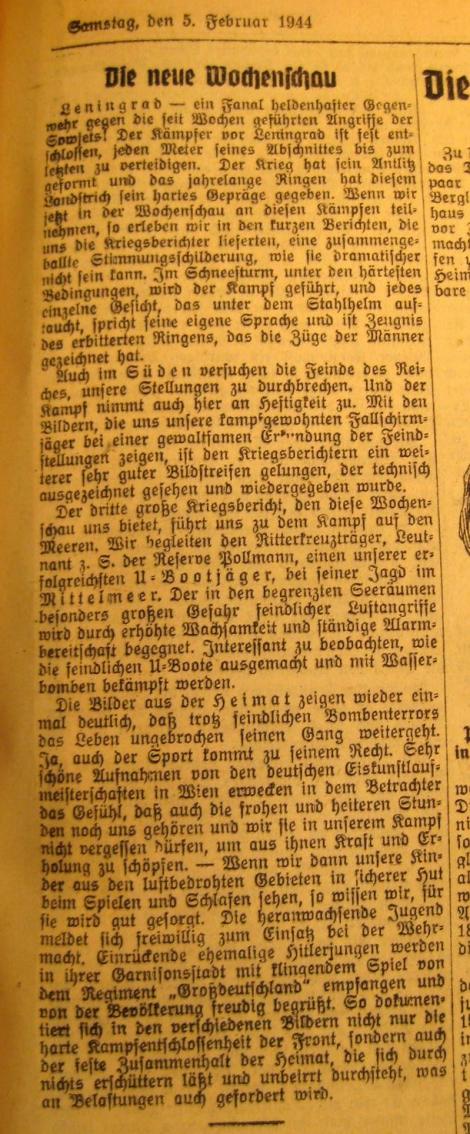 Samstag, den 5. Februar 1944
Die neue Wochenschau
Leningrad — ein Fanal heldenhafter Gegen-
wehr gegen die seit Wochen geführten Angriffe der
Sowjets! Der Kämpfer vor Leningrad ist fest ent-
schlossen, jeden Meter seines Abschnittes bis zum
letzten zu verteidigen. Der Krieg hat sein Antlitz
geformt und das jahrelange Ringen hat diesem
Landstrich sein hartes Gepräge gegeben. Wenn wir
jetzt in der Wochenschau an diesen Kämpfen teil-
nehmen, so erleben wir in den kurzen Berichten, die
uns die Kriegsberichter lieferten, eine zusammenge-
ballte Stimmungsschilderung, wie sie dramatischer
nicht sein kann. Im Schneesturm, unter den härtesten
Bedingungen, wird der Kampf geführt, und jedes
einzelne Gesicht, das unter dem Stahlhelm auf-
taucht, spricht seine eigene Sprache und ist Zeugnis
des erbitterten Ringens, das die Züge der Männer
gezeichnet hat.
Auch im Süden versuchen die Feinde des Rei-
ches, unsere Stellungen zu durchbrechen. Und der
Kampf nimmt auch hier an Heftigkeit zu. Mit den
Bildern, die uns unsere kampfgewohnten Fallschirm-
jäger bei einer gewaltsamen Erkundung der Feind-
stellungen zeigen, ist den Kriegsberichtern ein wei-
terer sehr guter Bildstreifen gelungen, der technisch
ausgezeichnet gesehen und wiedergegeben wurde.
Der dritte große Kriegsbericht, den diese Wochen-
schau uns bietet, führt uns zu dem Kampf auf den
Meeren. Wir begleiten den Ritterkreuzträger, Leut-
nant z. S. der Reserve Pollmann, einen unserer er-
folgreichsten U-Bootjäger, bei seiner Jagd im
Mittelmeer. Der in den begrenzten Seeräumen
besonders großen Gefahr feindlicher Luftangriffe
wird durch erhöhte Wachsamkeit und ständige Alarm-
bereitschaft begegnet. Interessant zu beobachten, wie
die feindlichen U-Boote ausgemacht und mit Wasser-
bomben bekämpft werden.
Die Bilder aus der Heimat zeigen wieder ein-
mal deutlich, daß trotz feindlichen Bombenterrors
das Leben ungebrochen seinen Gang weitergeht.
Ja, auch der Sport kommt zu seinem Recht. Sehr
schöne Aufnahmen von den deutschen Eiskunstlauf-
meisterschaften in Wien erwecken in dem Betrachter
das Gefühl, daß auch die frohen und heiteren Stun-
den noch uns gehören und wir sie in unserem Kampf
nicht vergessen dürfen, um aus ihnen Kraft und Er-
holung zu schöpfen. — Wenn wir dann unsere Kin-
der aus den luftbedrohten Gebieten in sicherer Hut
beim Spielen und Schlafen sehen, so wissen wir, für
sie wird gut gesorgt. Die heranwachsende Jugend
meldet sich freiwillig zum Einsatz bei der Wehr-
macht. Einrückende ehemalige Hitlerjungen werden
in ihrer Garnisonsstadt mit klingendem Spiel von
dem Regiment „Großdeutschland" empfangen und
von der Bevölkerung freudig begrüßt. So dokumen-
tiert sich in den verschiedenen Bildern nicht nur die
harte Kampfentschlossenheit der Front, sondern auch
der feste Zusammenhalt der Heimat, die sich durch
nichts erschüttern läßt und unbeirrt durchsteht, was
an Belastungen auch gefordert wird.
Die